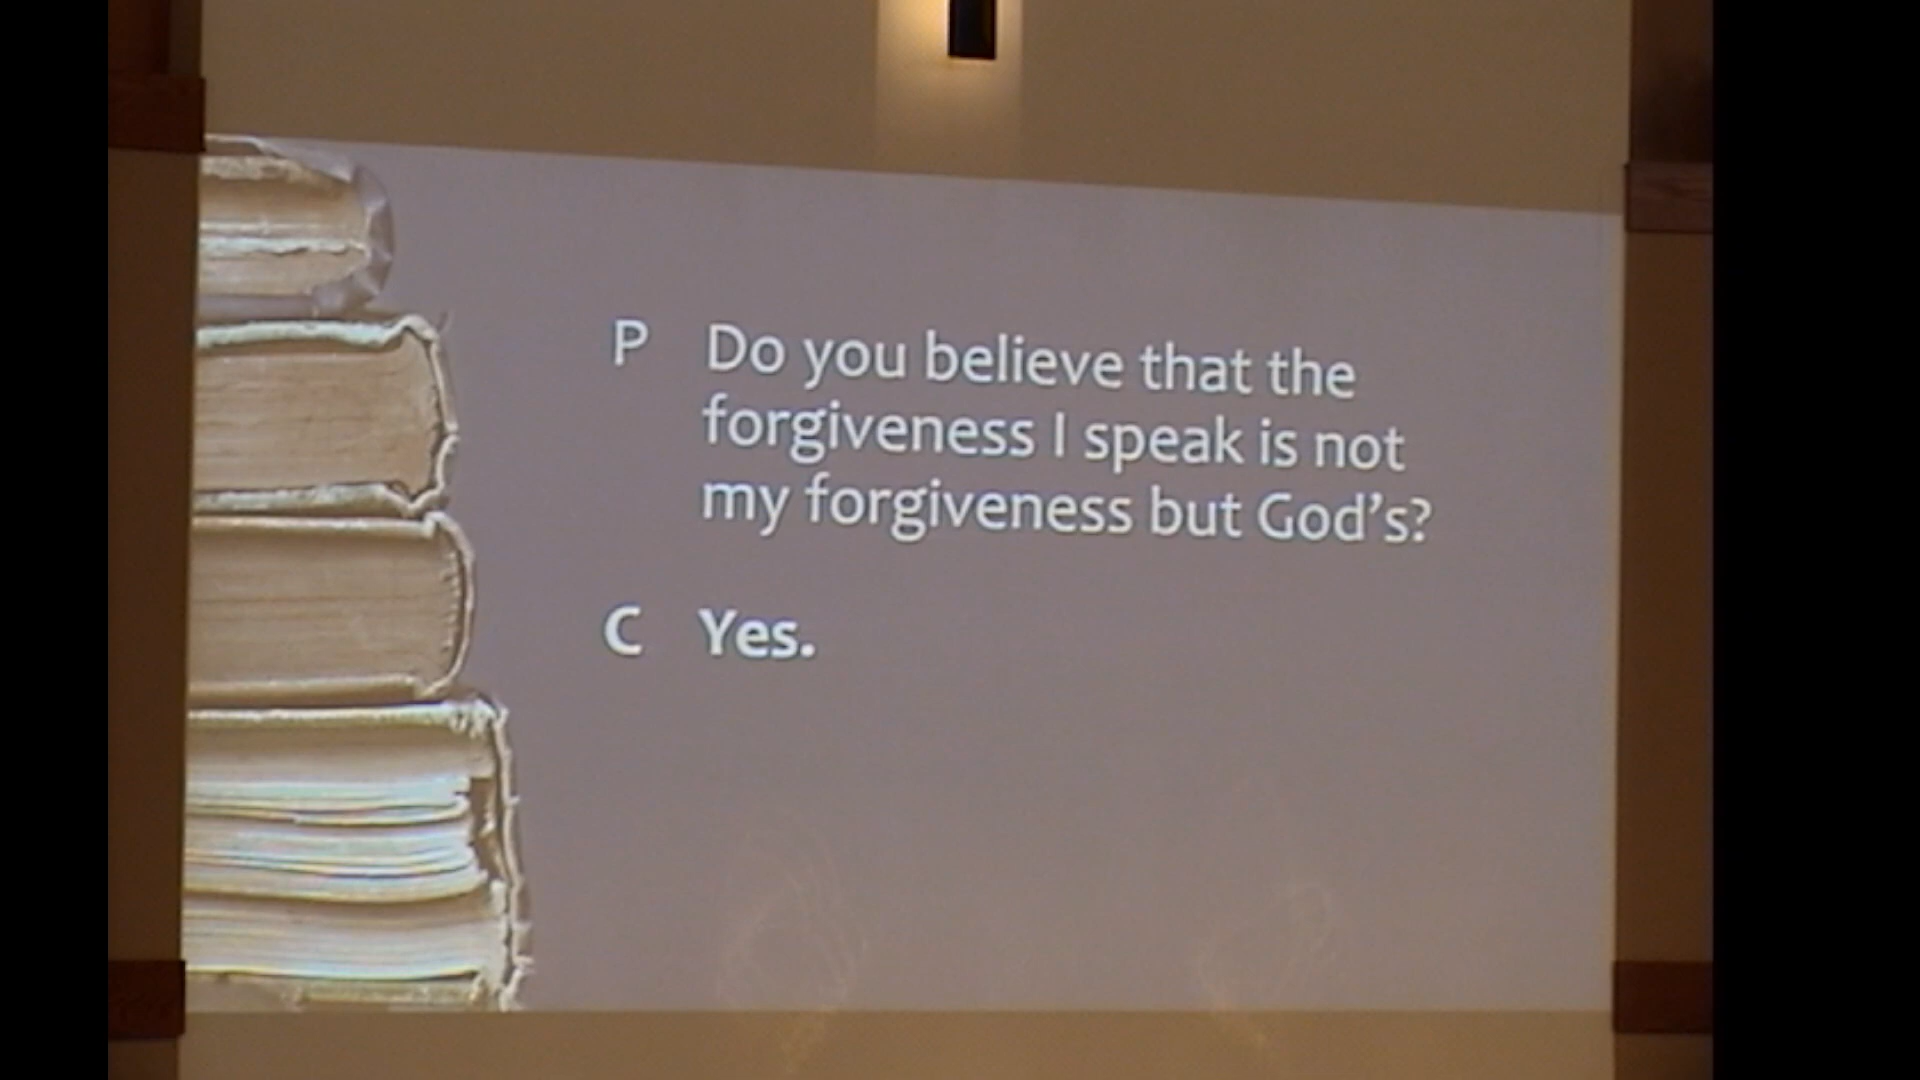 P Do you believe that the
forgiveness I speak is not
my forgiveness but God's?
C Yes.